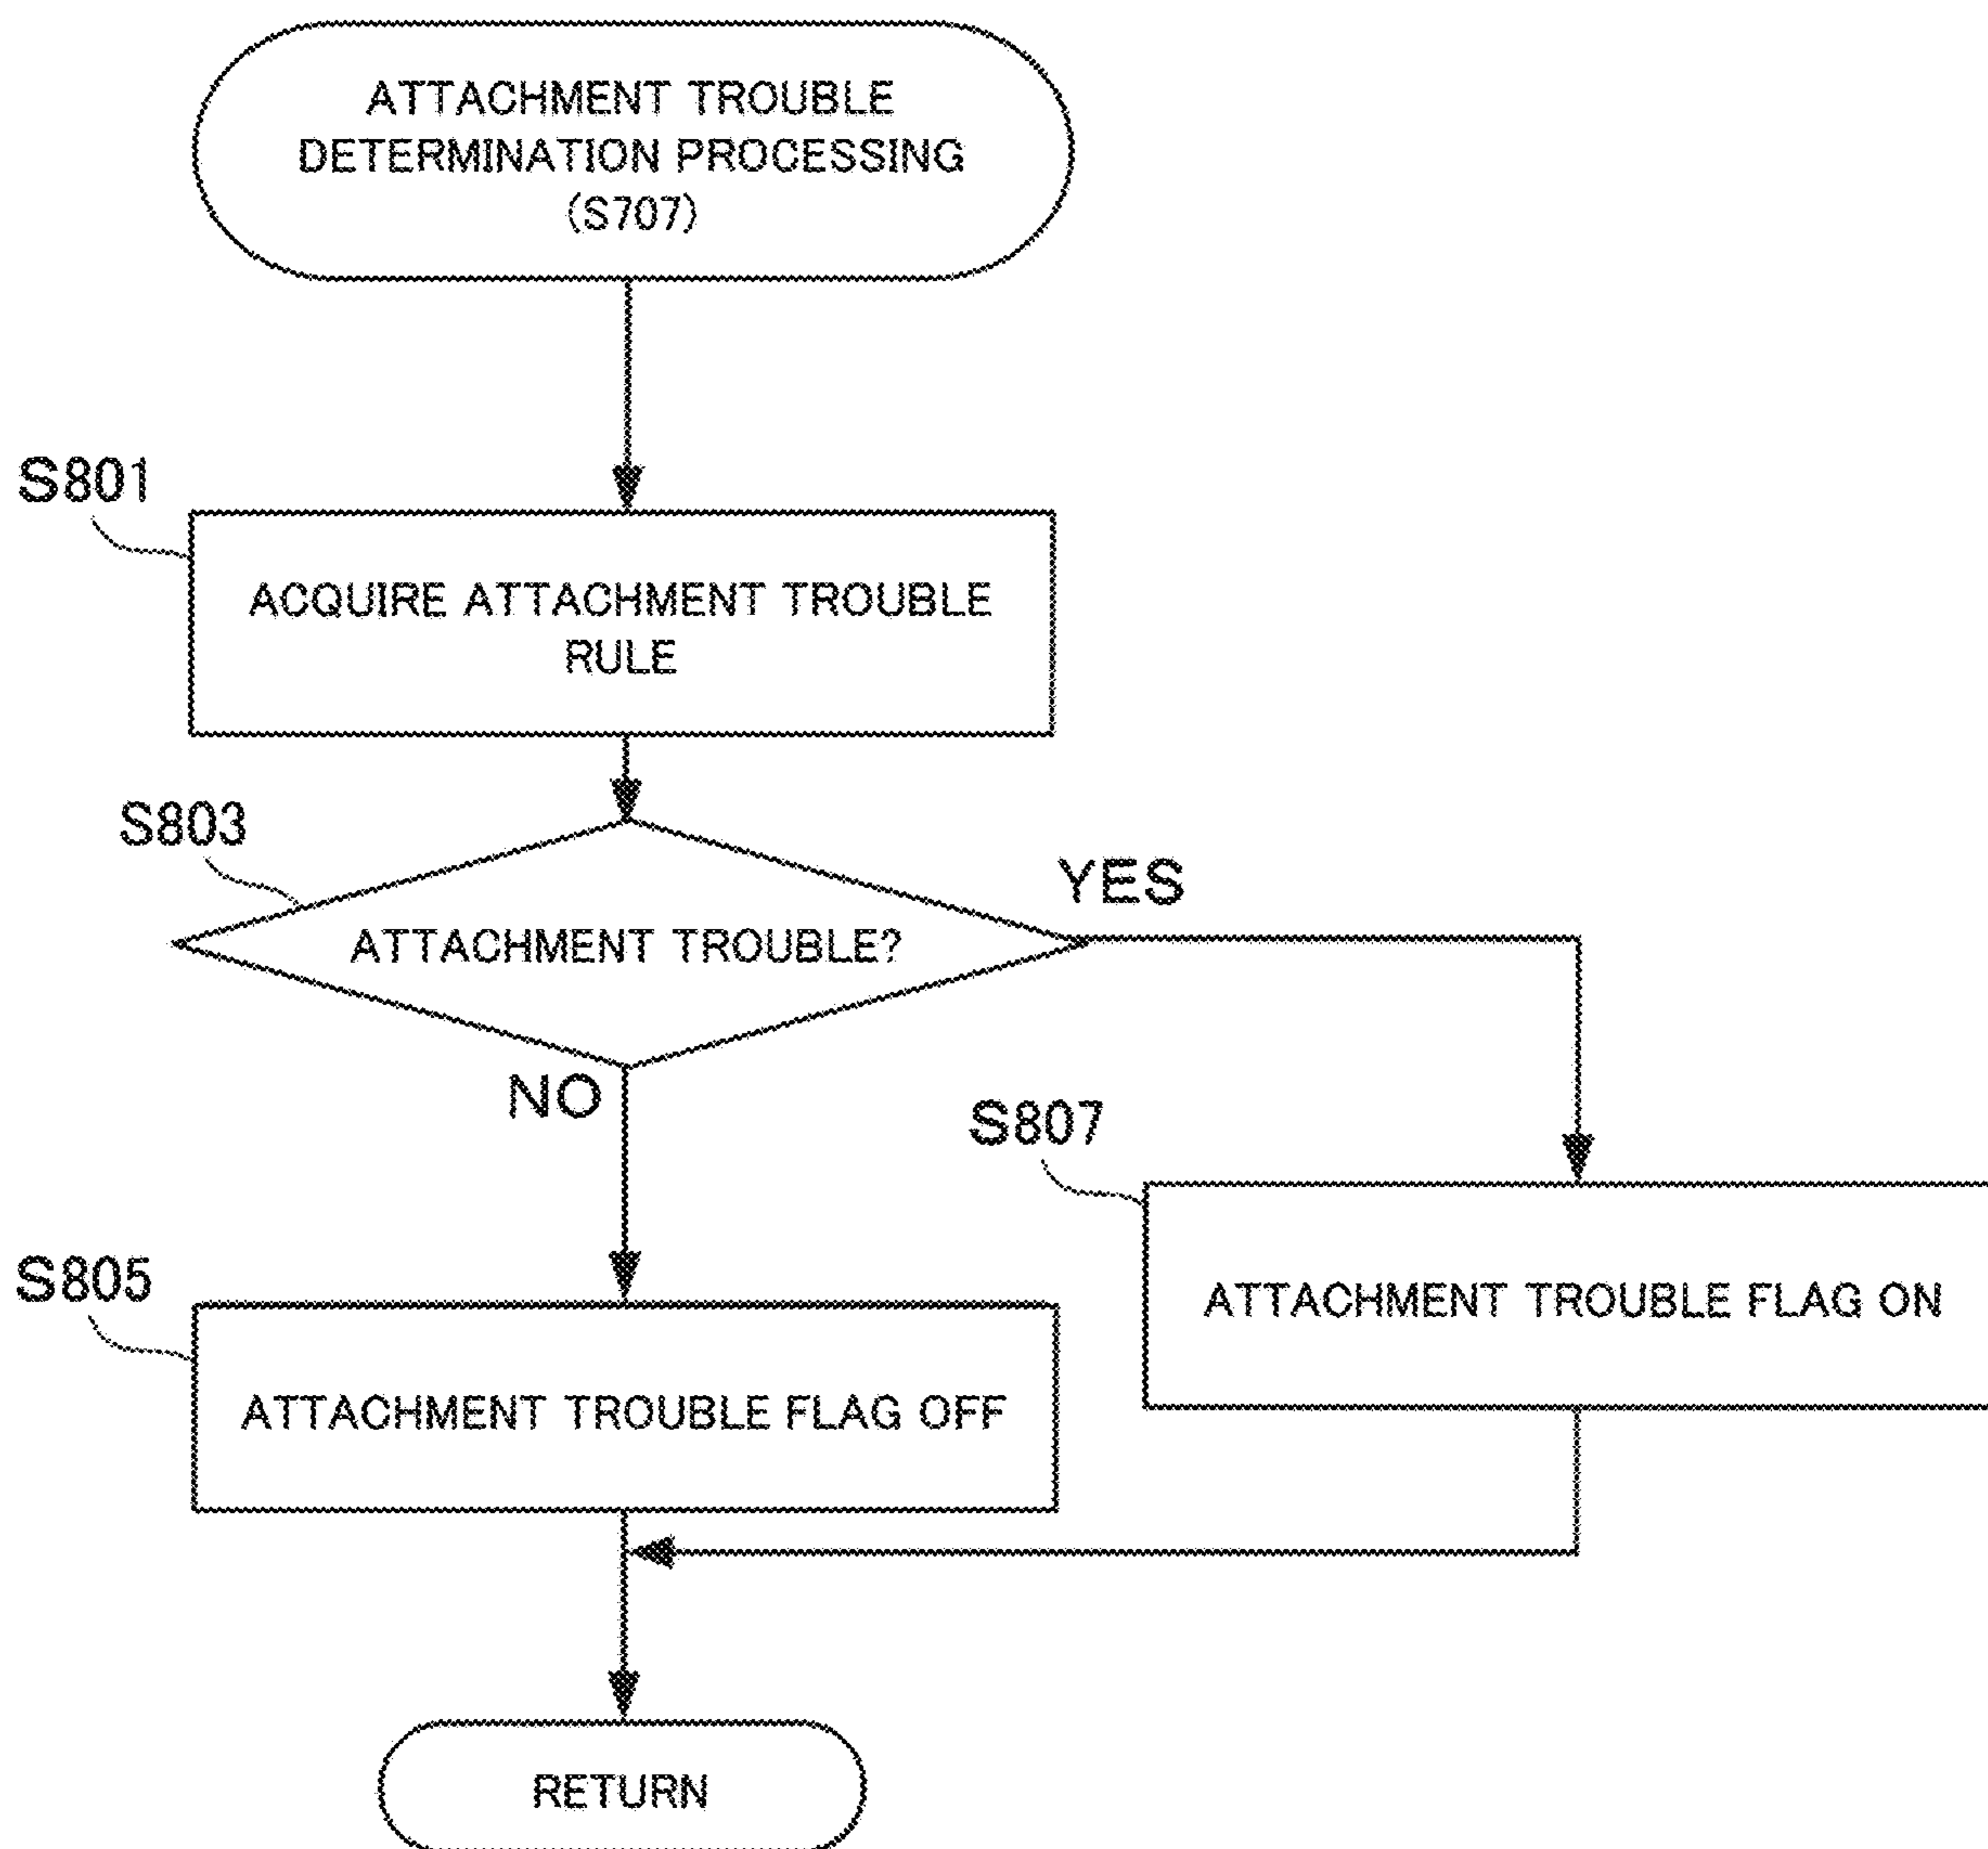 ATTACHMENT TROUBLE
DETERMINATION PROCESSING
(S707)
S801
ACQUIRE ATTACHMENT TROUBLE
RULE
S803
ATTACHMENT TROUBLE?
YES
NO
S807
ATTACHMENT TROUBLE FLAG ON
S805
ATTACHMENT TROUBLE FLAG OFF
RETURN